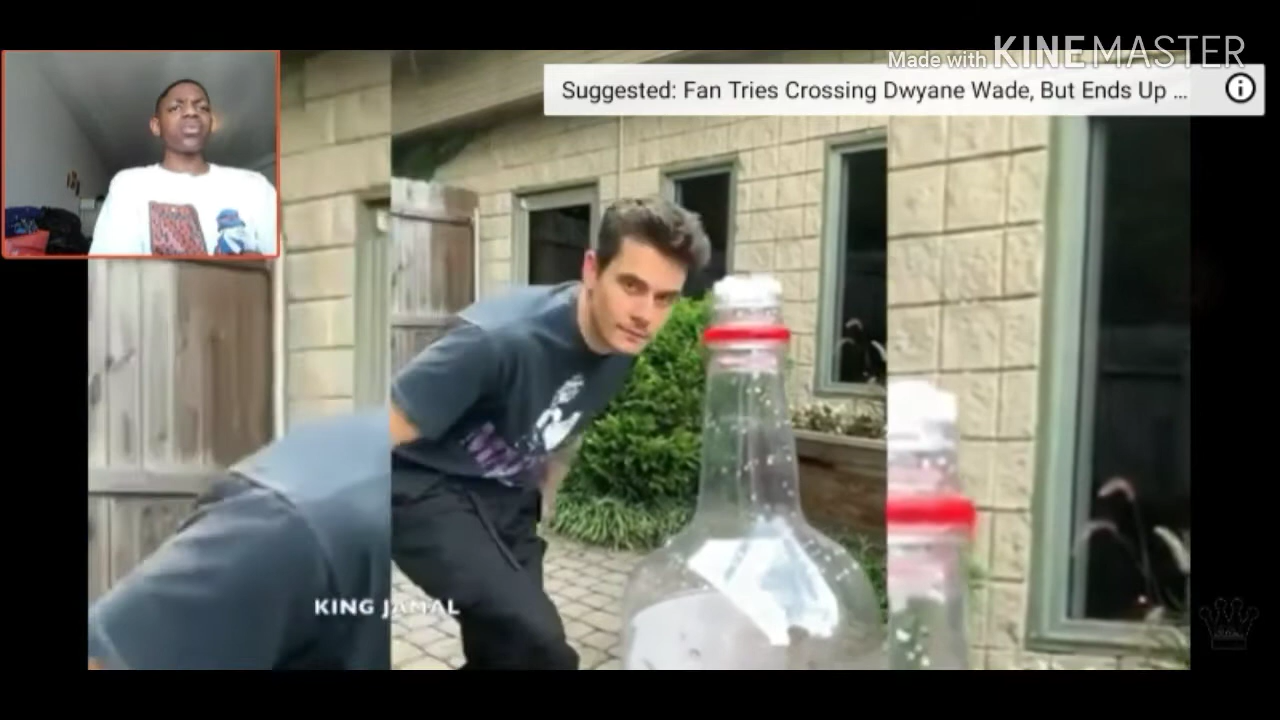 Made with KINEMASTER
Suggested: Fan Tries Crossing Dwyane Wade, But Ends Up ...
KING JAMAL